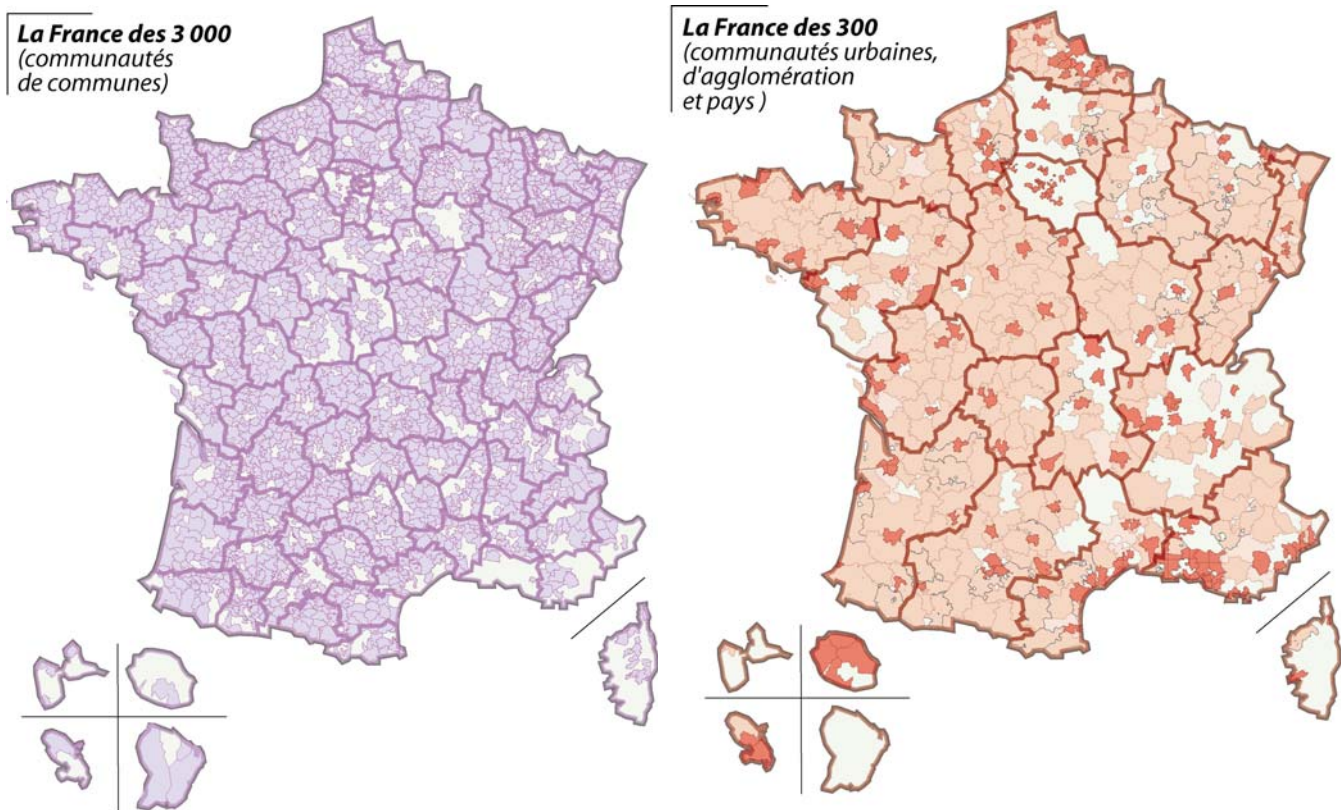 La France des 3 000
(communautés
de communes)
La France des 300
(communautés urbaines,
d'agglomération
et pays )